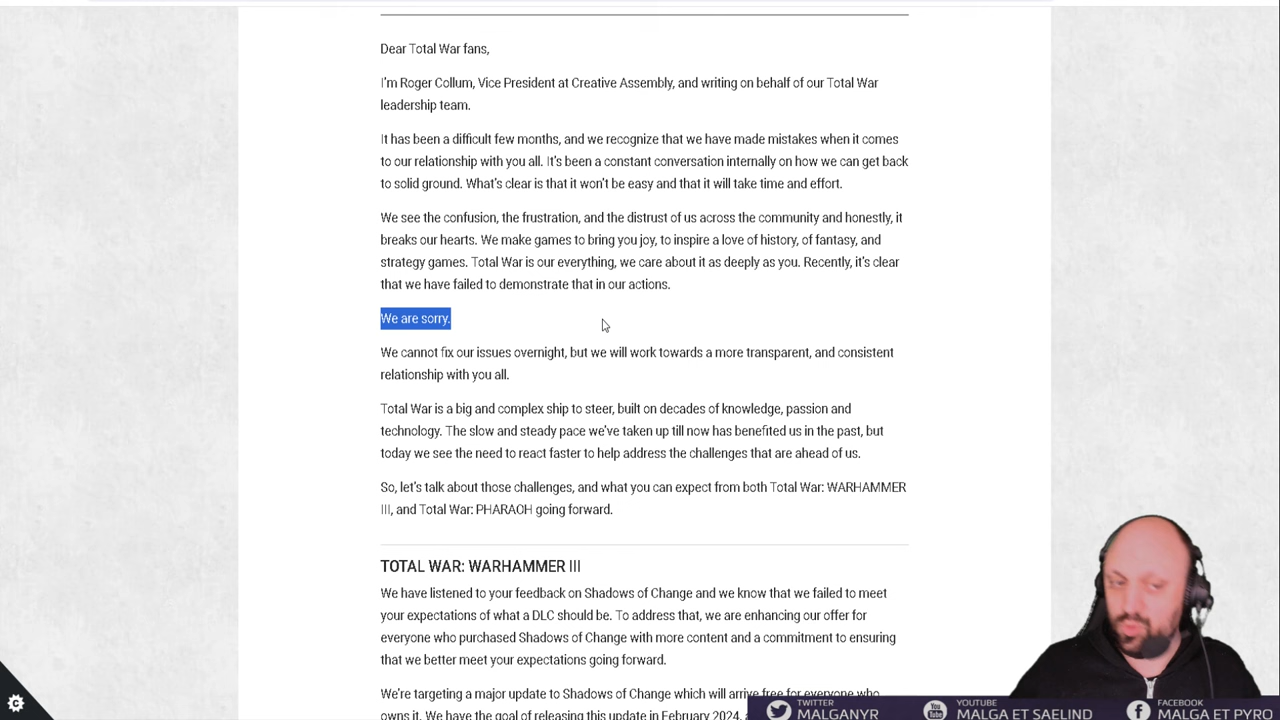 Dear Total War fans,
I'm Roger Collum, Vice President at Creative Assembly, and writing on behalf of our Total War
leadership team.
It has been a difficult few months, and we recognize that we have made mistakes when it comes
to our relationship with you all. It's been a constant conversation internally on how we can get back
to solid ground. What's clear is that it won't be easy and that it will take time and effort.
We see the confusion, the frustration, and the distrust of us across the community and honestly, it
breaks our hearts. We make games to bring you joy, to inspire a love of history, of fantasy, and
strategy games. Total War is our everything, we care about it as deeply as you. Recently, it's clear
that we have failed to demonstrate that in our actions.
We are sorry.
We cannot fix our issues overnight, but we will work towards a more transparent, and consistent
relationship with you all.
Total War is a big and complex ship to steer, built on decades of knowledge, passion and
technology. The slow and steady pace we've taken up till now has benefited us in the past, but
today we see the need to react faster to help address the challenges that are ahead of us.
So, let's talk about those challenges, and what you can expect from both Total War: WARHAMMER
III, and Total War: PHARAOH going forward.
TOTAL WAR: WARHAMMER III
We have listened to your feedback on Shadows of Change and we know that we failed to meet
your expectations of what a DLC should be. To address that, we are enhancing our offer for
everyone who purchased Shadows of Change with more content and a commitment to ensuring
that we better meet your expectations going forward.
We're targeting a major update to Shadows of Change which will arrive free for everyone who
owns it. We have the goal of releasing this update in February 2024,
TWITTER
MALGANYR
YOUTUBE
MALGA ET SAELIND
FACEBOOK
MALGA ET PYRO